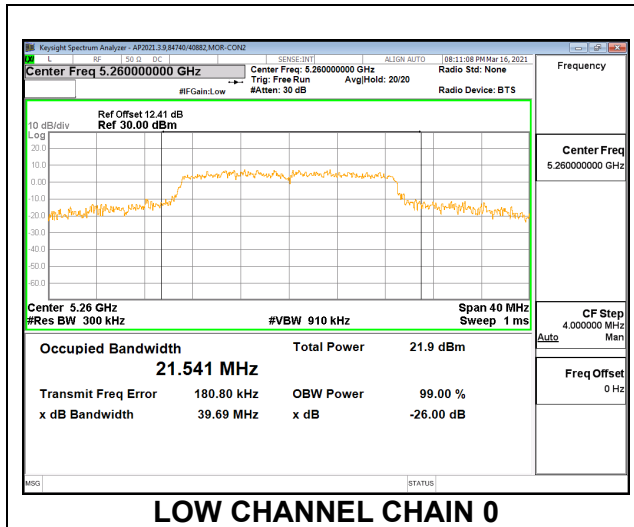 Keysight Spectrum Analyzer - AP2021.3.9,84740/40882,MOR-CON2
L RF 50 Ω DC SENSE:INT ALIGN AUTO 08:11:08 PM Mar 16, 2021
Center Freq 5.260000000 GHz
Center Freq: 5.260000000 GHz
Radio Std: None
Trig: Free Run Avg|Hold: 20/20
#IFGain:Low
#Atten: 30 dB
Radio Device: BTS
Ref Offset 12.41 dB
10 dB/div Ref 30.00 dBm
Log
20.0
10.0
0.00
-10.0
-20.0
-30.0
-40.0
-50.0
-60.0
Center 5.26 GHz
Span 40 MHz
#Res BW 300 kHz
#VBW 910 kHz
Sweep 1 ms
Occupied Bandwidth
21.541 MHz
Total Power 21.9 dBm
Transmit Freq Error 180.80 kHz
OBW Power 99.00 %
x dB Bandwidth 39.69 MHz
x dB -26.00 dB
MSG
STATUS
Frequency
Center Freq
5.260000000 GHz
CF Step
4.000000 MHz
Auto Man
Freq Offset
0 Hz
LOW CHANNEL CHAIN 0